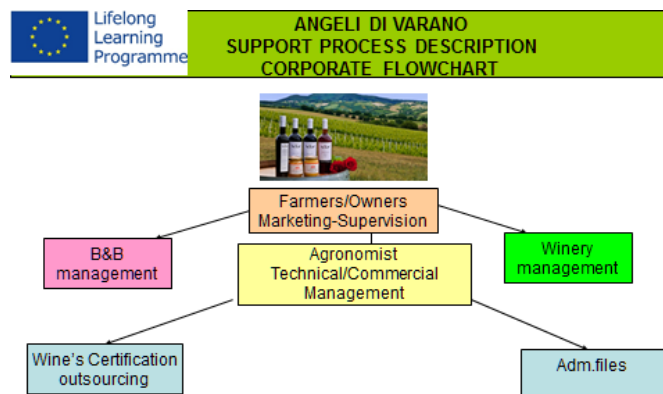 Lifelong
Learning
Programme
ANGELI DI VARANO
SUPPORT PROCESS DESCRIPTION
CORPORATE FLOWCHART
Farmers/Owners
Marketing-Supervision
B&B
management
Agronomist
Technical/Commercial
Management
Winery
management
Wine's Certification
outsourcing
Adm.files